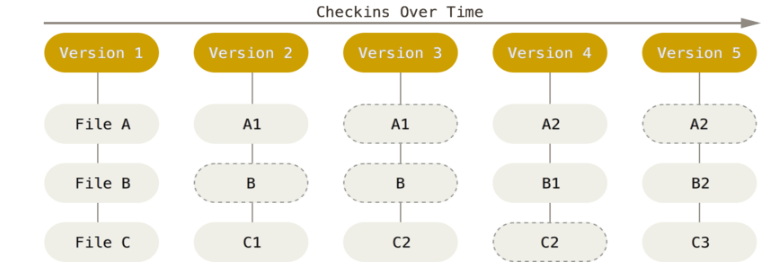 Checkins Over Time
Version 1 Version 2 Version 3 Version 4 Version 5
File A A1 A1 A2 A2
File B B B B1 B2
File C C1 C2 C2 C3